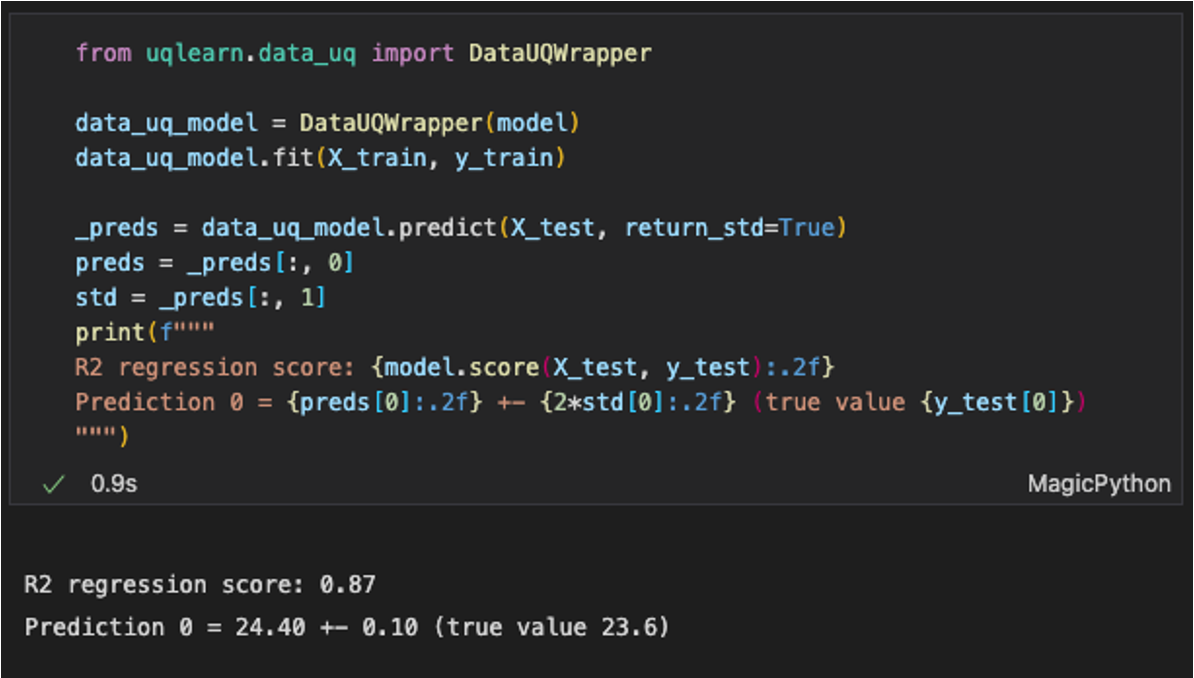 from uqlearn.data_uq import DataUQWrapper
data_uq_model = DataUQWrapper(model)
data_uq_model.fit(X_train, y_train)
_preds = data_uq_model.predict(X_test, return_std=True)
preds = _preds[:, 0]
std = _preds[:, 1]
print(f"""
R2 regression score: {model.score(X_test, y_test):.2f}
Prediction 0 = {preds[0]:.2f} +- {2*std[0]:.2f} (true value {y_test[0]})
""")
0.9s MagicPython
R2 regression score: 0.87
Prediction 0 = 24.40 +- 0.10 (true value 23.6)